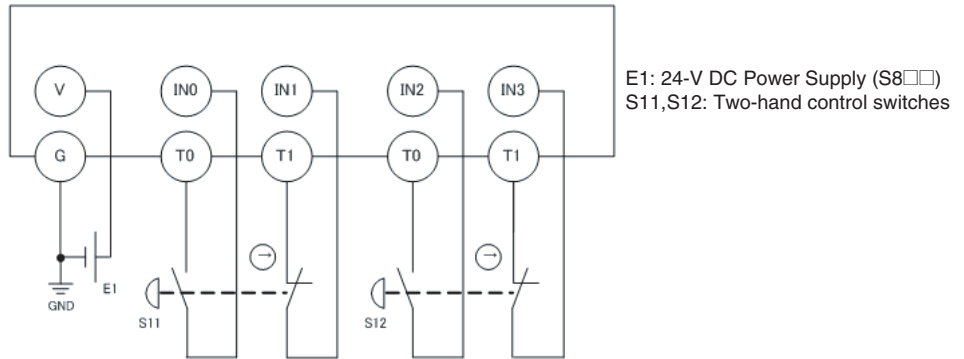 V
IN0
IN1
IN2
IN3
G
T0
T1
T0
T1
E1: 24-V DC Power Supply (S8□□)
S11,S12: Two-hand control switches
E1
GND
S11
S12